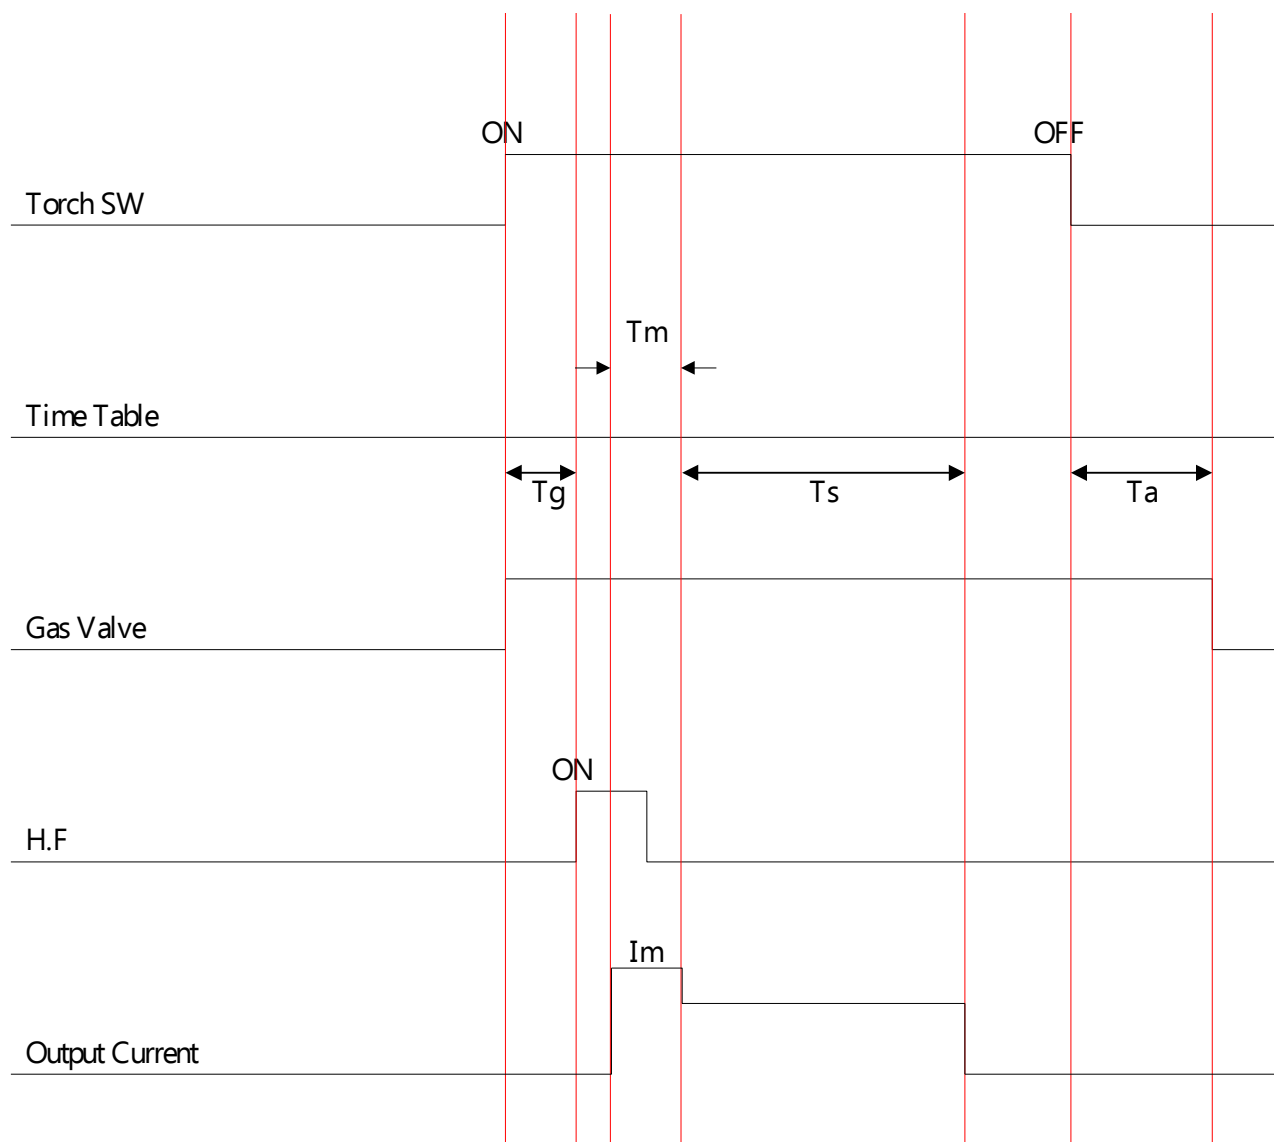 ON
OFF
Torch SW
Tm
Time Table
Tg
Ts
Ta
Gas Valve
ON
H.F
Im
Output Current